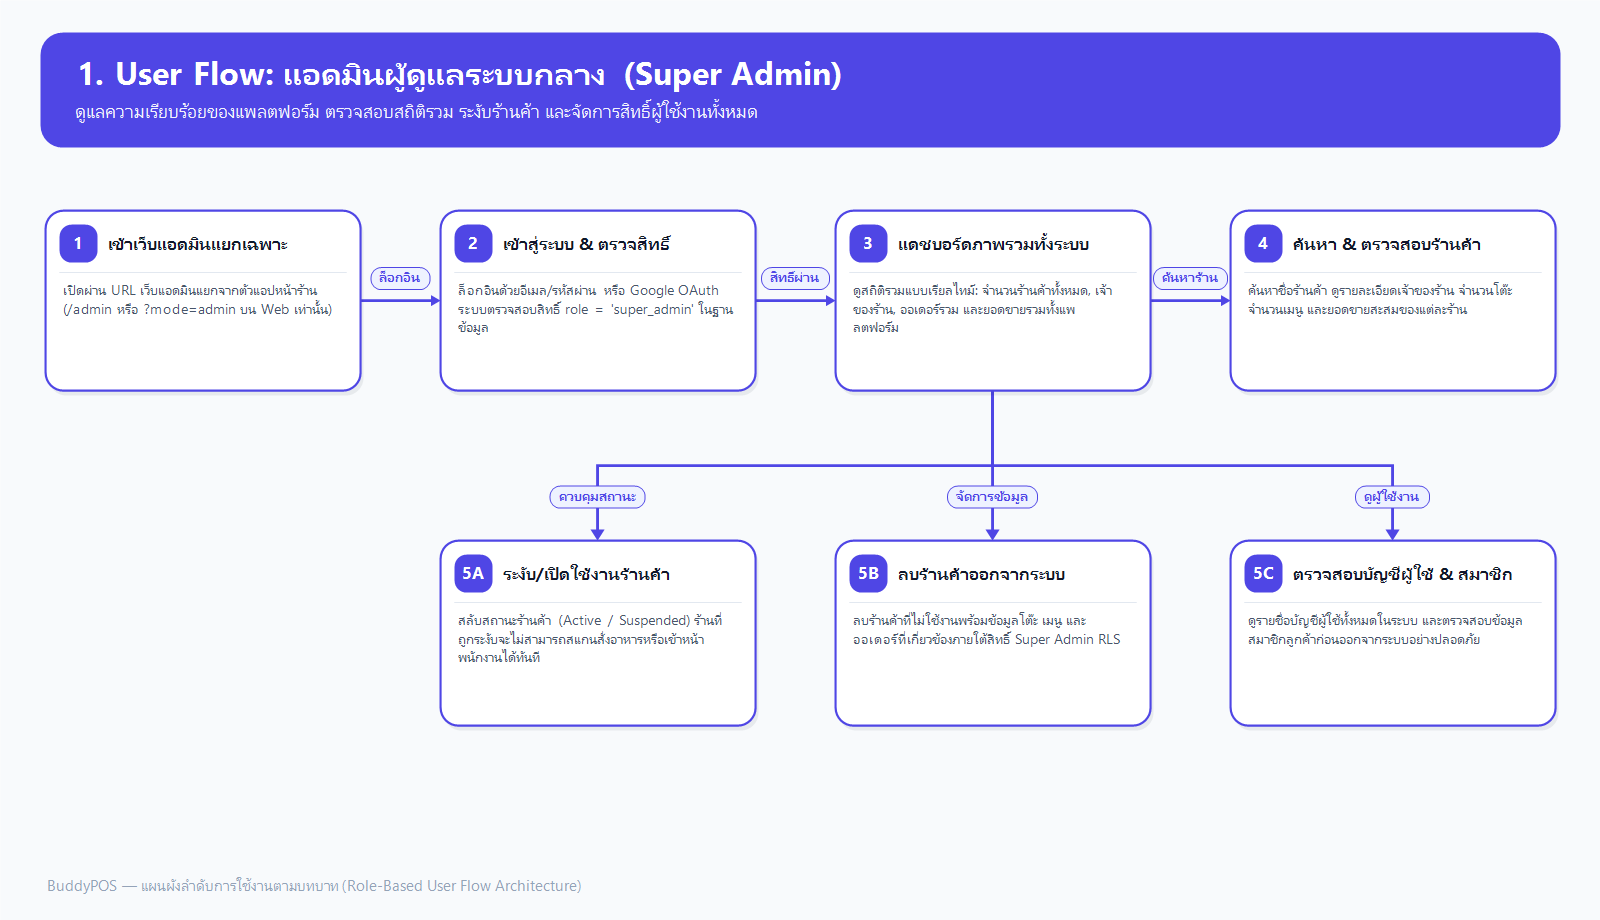 1. User Flow: แอดมินผู้ดูแลระบบกลาง (Super Admin)
ดูแลความเรียบร้อยของแพลตฟอร์ม ตรวจสอบสถิติรวม ระงับร้านค้า และจัดการสิทธิ์ผู้ใช้งานทั้งหมด
1
เข้าเว็บแอดมินแยกเฉพาะ
เปิดผ่าน URL เว็บแอดมินแยกจากตัวแอปหน้าร้าน
(/admin หรือ ?mode=admin บน Web เท่านั้น)
ล็อกอิน
2
เข้าสู่ระบบ & ตรวจสิทธิ์
ล็อกอินด้วยอีเมล/รหัสผ่าน หรือ Google OAuth
ระบบตรวจสอบสิทธิ์ role = 'super_admin' ในฐาน
ข้อมูล
สิทธิ์ผ่าน
3
แดชบอร์ดภาพรวมทั้งระบบ
ดูสถิติรวมแบบเรียลไทม์: จำนวนร้านค้าทั้งหมด, เจ้า
ของร้าน, ออเดอร์รวม และยอดขายรวมทั้งแพ
ลตฟอร์ม
ค้นหาร้าน
4
ค้นหา & ตรวจสอบร้านค้า
ค้นหาชื่อร้านค้า ดูรายละเอียดเจ้าของร้าน จำนวนโต๊ะ
จำนวนเมนู และยอดขายสะสมของแต่ละร้าน
ควบคุมสถานะ
จัดการข้อมูล
ดูผู้ใช้งาน
5A
ระงับ/เปิดใช้งานร้านค้า
สลับสถานะร้านค้า (Active / Suspended) ร้านที่
ถูกระงับจะไม่สามารถสแกนสั่งอาหารหรือเข้าหน้า
พนักงานได้ทันที
5B
ลบร้านค้าออกจากระบบ
ลบร้านค้าที่ไม่ใช้งานพร้อมข้อมูลโต๊ะ เมนู และ
ออเดอร์ที่เกี่ยวข้องภายใต้สิทธิ์ Super Admin RLS
5C
ตรวจสอบบัญชีผู้ใช้ & สมาชิก
ดูรายชื่อบัญชีผู้ใช้ทั้งหมดในระบบ และตรวจสอบข้อมูล
สมาชิกลูกค้าก่อนออกจากระบบอย่างปลอดภัย
BuddyPOS — แผนผังลำดับการใช้งานตามบทบาท (Role-Based User Flow Architecture)